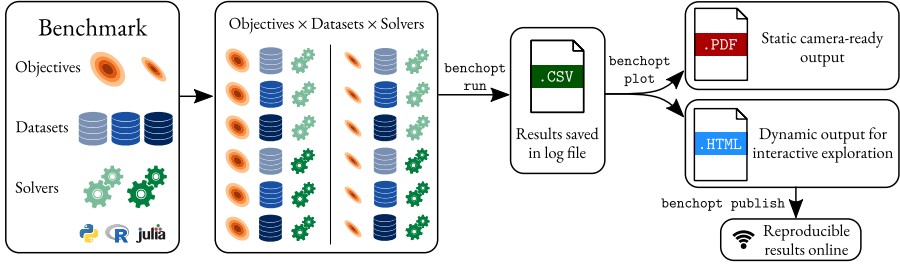 Benchmark
Objectives
Datasets
Solvers
R
julia
Objectives × Datasets × Solvers
benchopt
run
.CSV
Results saved
in log file
benchopt
plot
.PDF
Static camera-ready
output
.HTML
Dynamic output for
interactive exploration
benchopt publish
Reproducible
results online